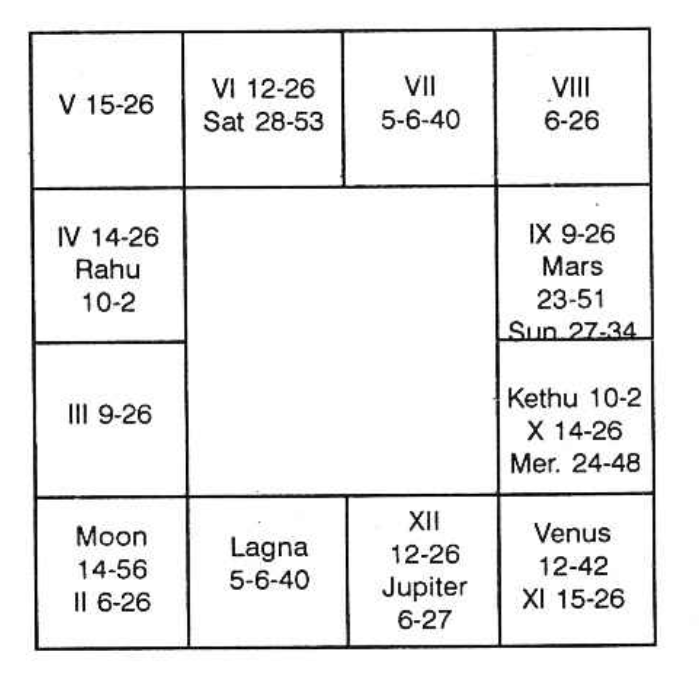 V 15-26
VI 12-26
Sat 28-53
VII
5-6-40
VIII
6-26
IV 14-26
Rahu
10-2
IX 9-26
Mars
23-51
Sun 27-34
III 9-26
Kethu 10-2
X 14-26
Mer. 24-48
Moon
14-56
II 6-26
Lagna
5-6-40
XII
12-26
Jupiter
6-27
Venus
12-42
XI 15-26